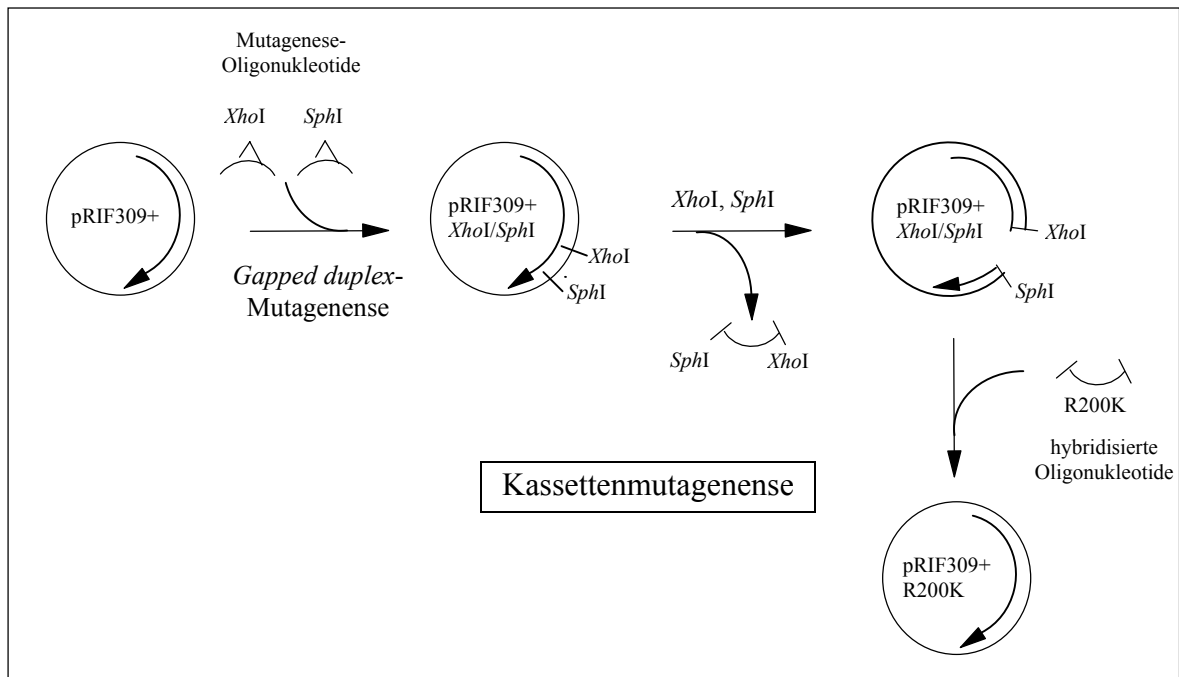 Mutagenese-
Oligonukleotide
XhoI SphI
pRIF309+
Gapped duplex-
Mutagenense
pRIF309+
XhoI/SphI
XhoI
SphI
XhoI, SphI
SphI XhoI
pRIF309+
XhoI/SphI
XhoI
SphI
R200K
hybridisierte
Oligonukleotide
Kassettenmutagenense
pRIF309+
R200K